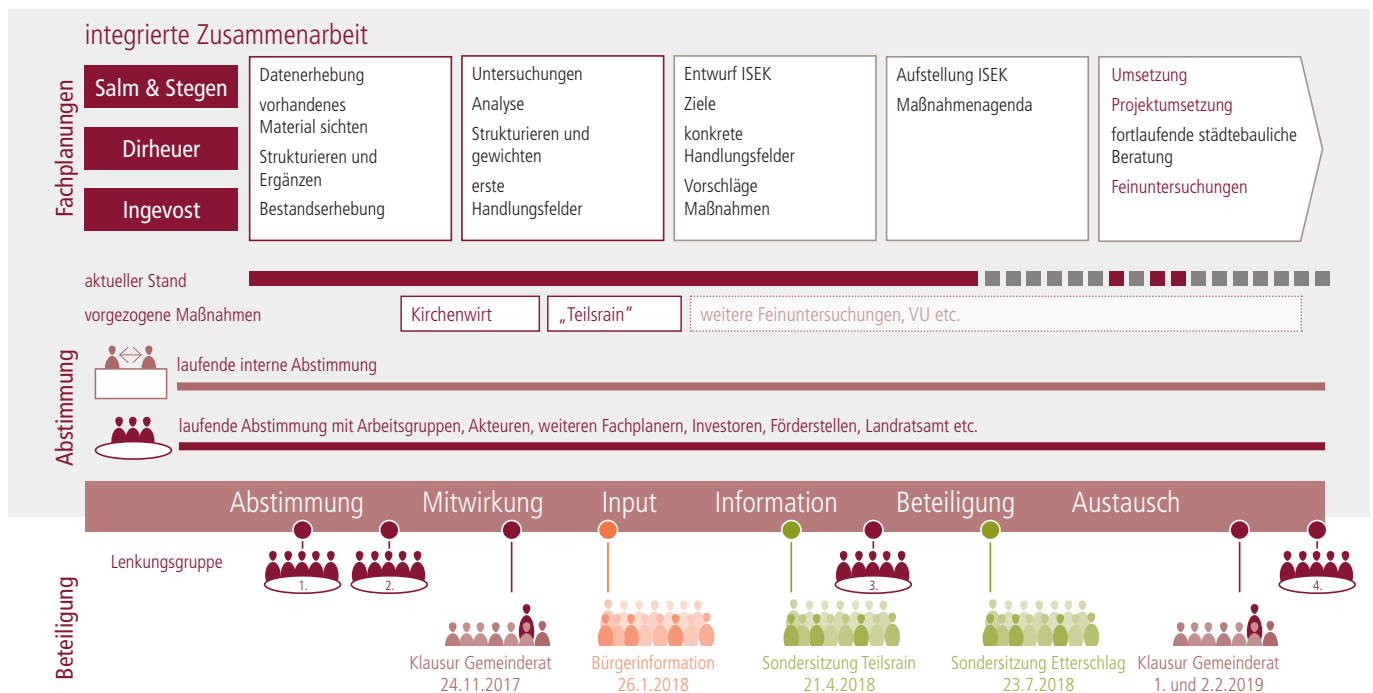 integrierte Zusammenarbeit
Fachplanungen
Salm & Stegen
Dirheuer
Ingevost
Datenerhebung
vorhandenes
Material sichten
Strukturieren und
Ergänzen
Bestandserhebung
Untersuchungen
Analyse
Strukturieren und
gewichten
erste
Handlungsfelder
Entwurf ISEK
Ziele
konkrete
Handlungsfelder
Vorschläge
Maßnahmen
Aufstellung ISEK
Maßnahmenagenda
Umsetzung
Projektumsetzung
fortlaufende städtebauliche
Beratung
Feinuntersuchungen
aktueller Stand
vorgezogene Maßnahmen
Kirchenwirt
„Teilsrain“
weitere Feinuntersuchungen, VU etc.
Abstimmung
laufende interne Abstimmung
laufende Abstimmung mit Arbeitsgruppen, Akteuren, weiteren Fachplanern, Investoren, Förderstellen, Landratsamt etc.
Abstimmung Mitwirkung Input Information Beteiligung Austausch
Beteiligung
Lenkungsgruppe
1.
2.
3.
4.
Klausur Gemeinderat
24.11.2017
Bürgerinformation
26.1.2018
Sondersitzung Teilsrain
21.4.2018
Sondersitzung Etterschlag
23.7.2018
Klausur Gemeinderat
1. und 2.2.2019